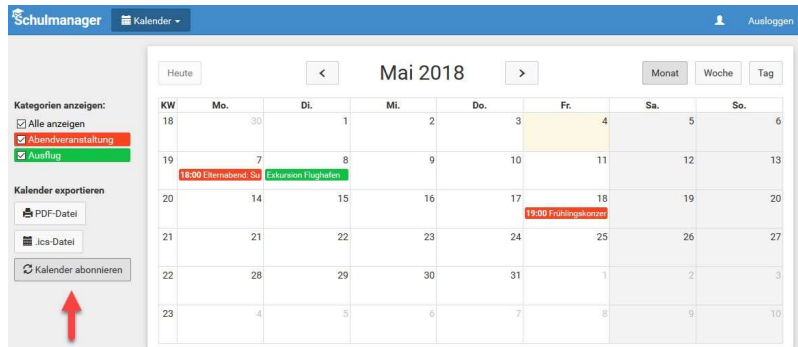 Schulmanager Kalender Ausloggen
Heute < Mai 2018 > Monat Woche Tag
Kategorien anzeigen:
Alle anzeigen
Abendveranstaltung
Ausflug
Kalender exportieren
PDF-Datei
.ics-Datei
Kalender abonnieren
KW Mo. Di. Mi. Do. Fr. Sa. So.
18 30 1 2 3 4 5 6
19 7 8 9 10 11 12 13
18:00 Elternabend: Su Exkursion Flughafen
20 14 15 16 17 18 19 20
19:00 Frühlingskonzer
21 21 22 23 24 25 26 27
22 28 29 30 31 1 2 3
23 4 5 6 7 8 9 10